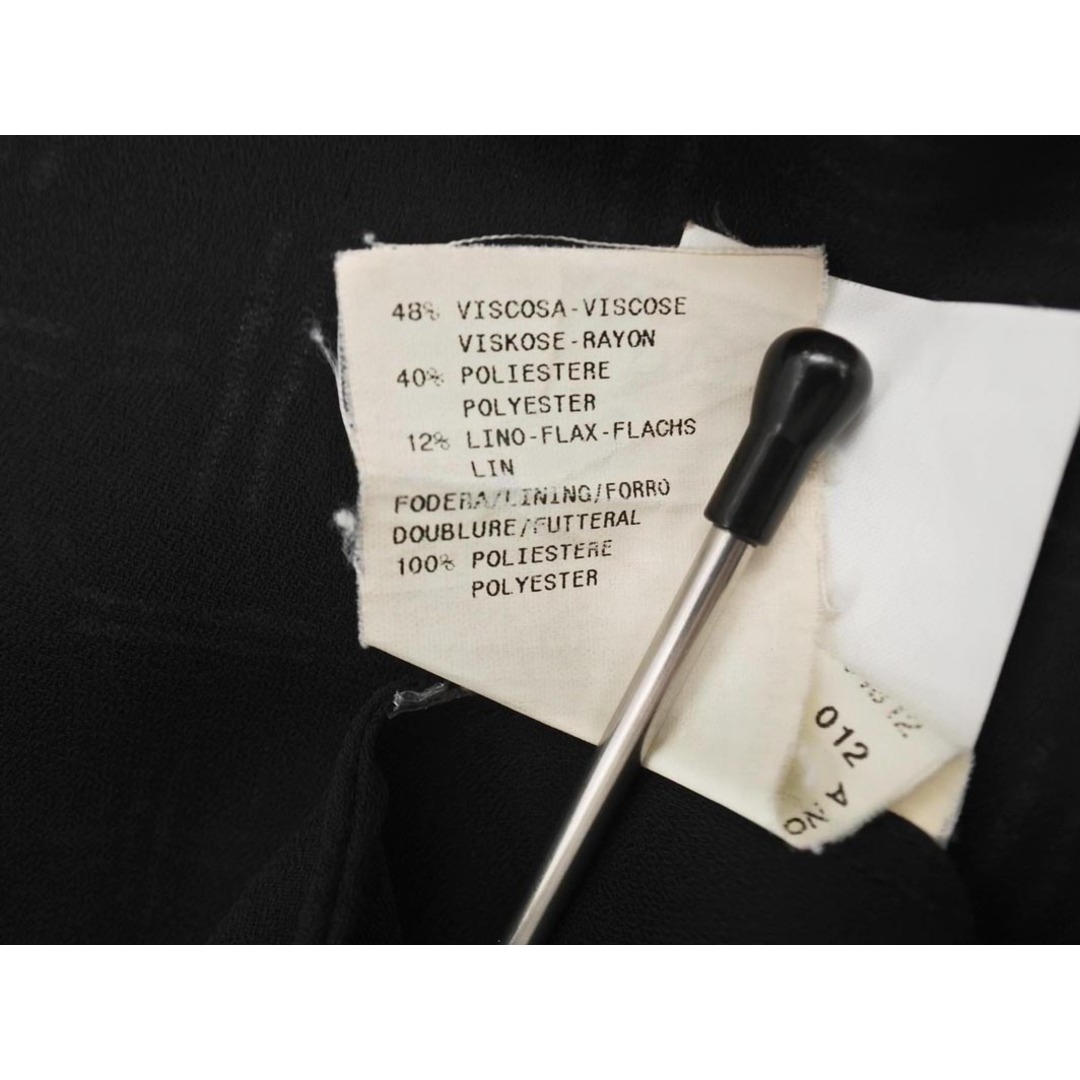 48% VISCOSA-VISCOSE
VISKOSE-RAYON
40% POLIESTERE
POLYESTER
12% LINO-FLAX-FLACHS
LIN
FODERA/LINING/FORRO
DOUBLURE/FUTTERAL
100% POLIESTERE
POLYESTER
012